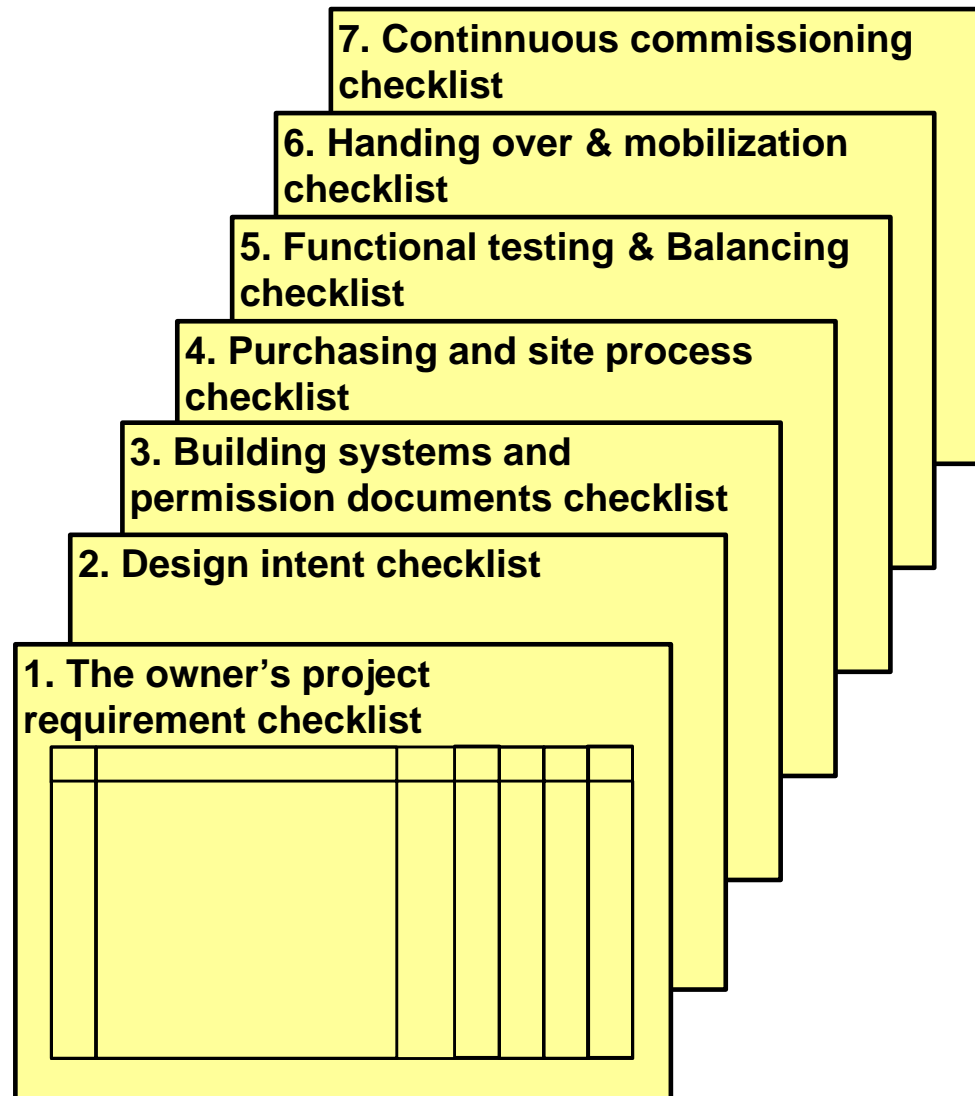 7. Continnuous commissioning
checklist
6. Handing over & mobilization
checklist
5. Functional testing & Balancing
checklist
4. Purchasing and site process
checklist
3. Building systems and
permission documents checklist
2. Design intent checklist
1. The owner’s project
requirement checklist